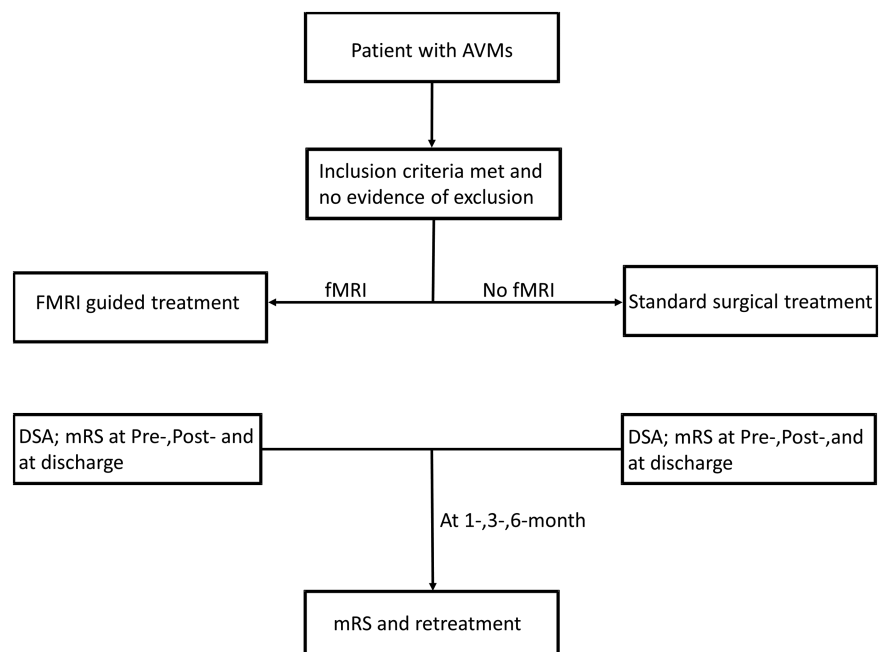 Patient with AVMs
Inclusion criteria met and
no evidence of exclusion
FMRI guided treatment
fMRI
No fMRI
Standard surgical treatment
DSA; mRS at Pre-,Post- and
at discharge
DSA; mRS at Pre-,Post-,and
at discharge
At 1-,3-,6-month
mRS and retreatment